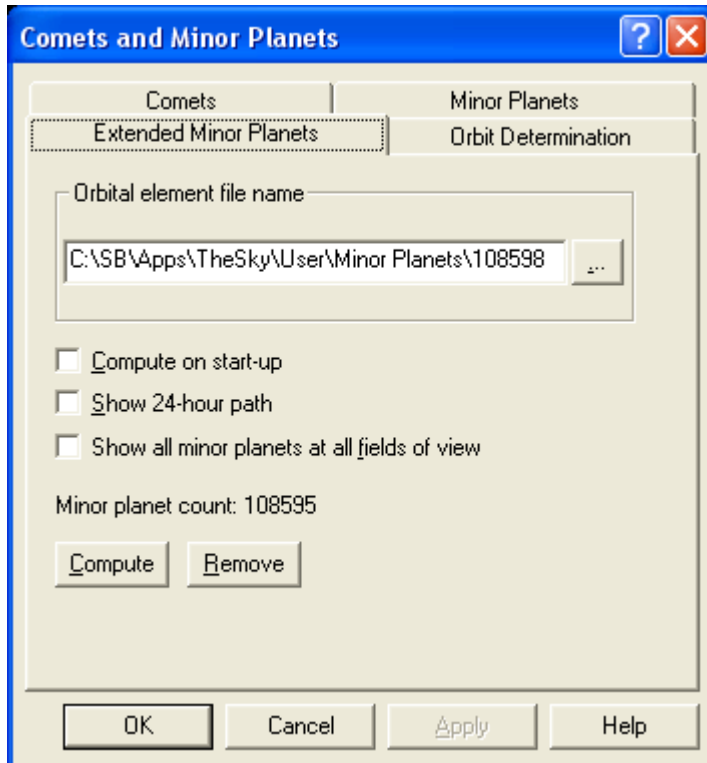 Comets and Minor Planets
Comets Minor Planets
Extended Minor Planets Orbit Determination
Orbital element file name
C:\SB\Apps\TheSky\User\Minor Planets\108598 ...
Compute on start-up
Show 24-hour path
Show all minor planets at all fields of view
Minor planet count: 108595
Compute Remove
OK Cancel Apply Help